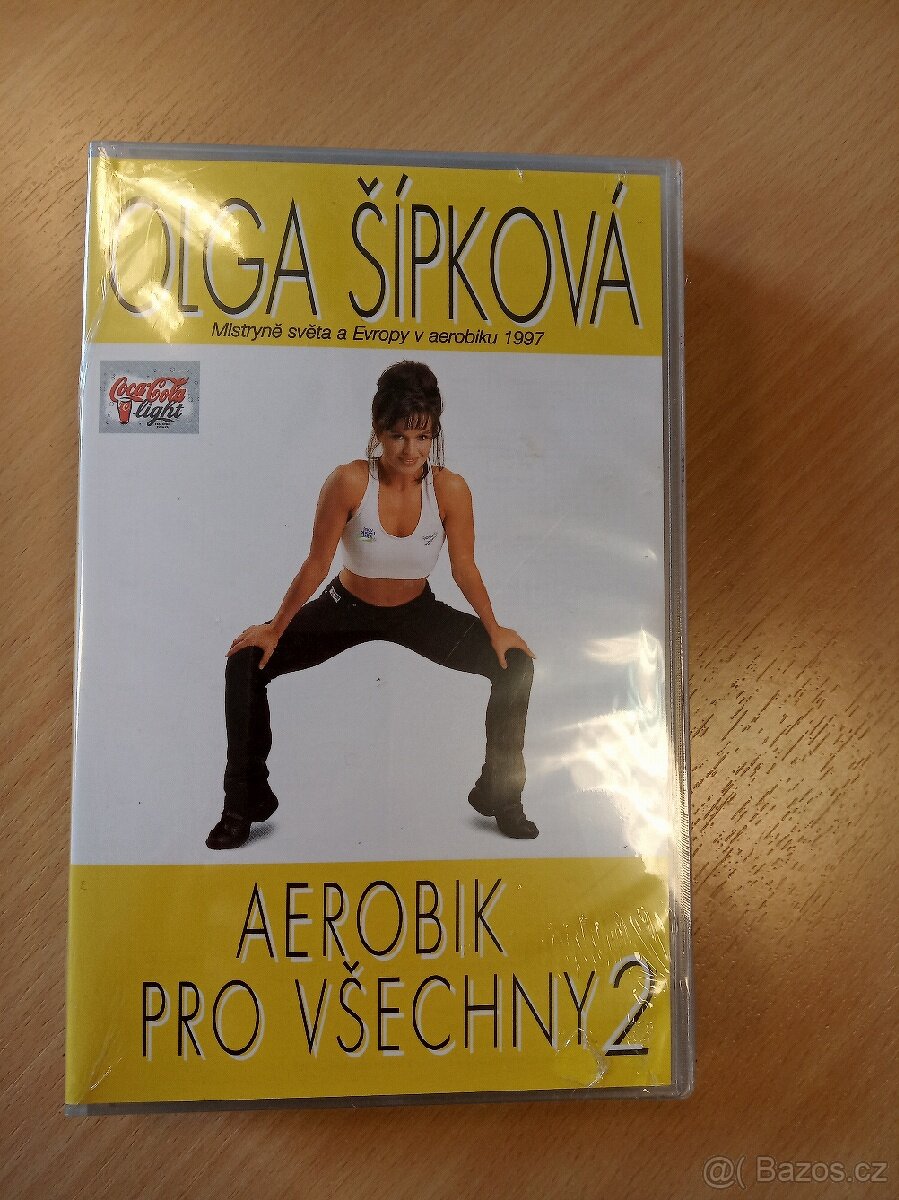 OLGA ŠÍPKOVÁ
Mistryně světa a Evropy v aerobiku 1997
Coca-Cola
light
AEROBIK
PRO VŠECHNY 2
@( Bazos.cz